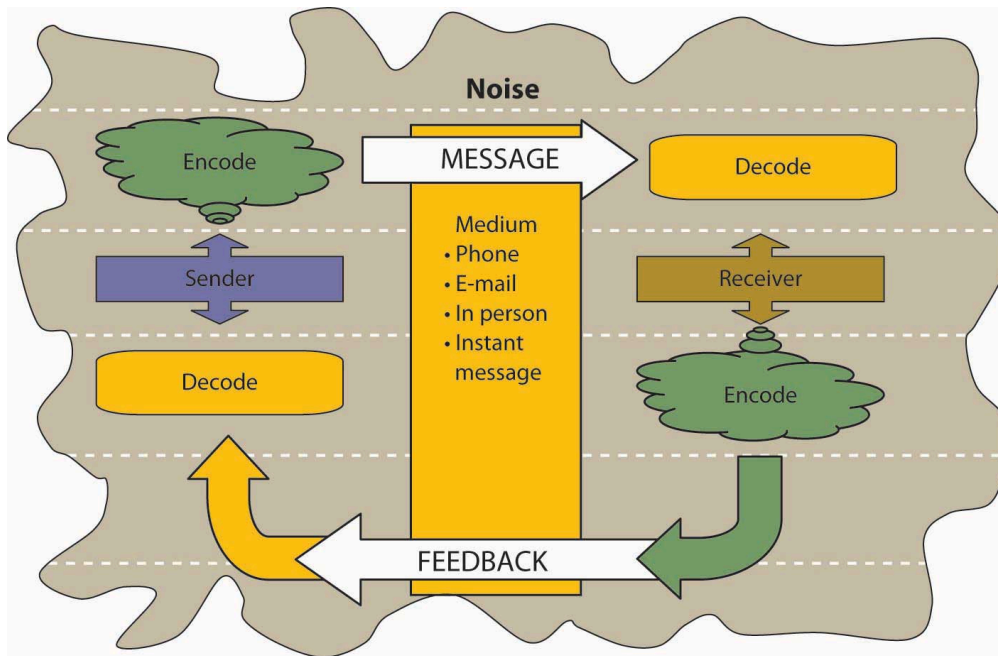 Noise
Encode
MESSAGE
Decode
Medium
• Phone
• E-mail
• In person
• Instant
message
Sender
Receiver
Decode
Encode
FEEDBACK